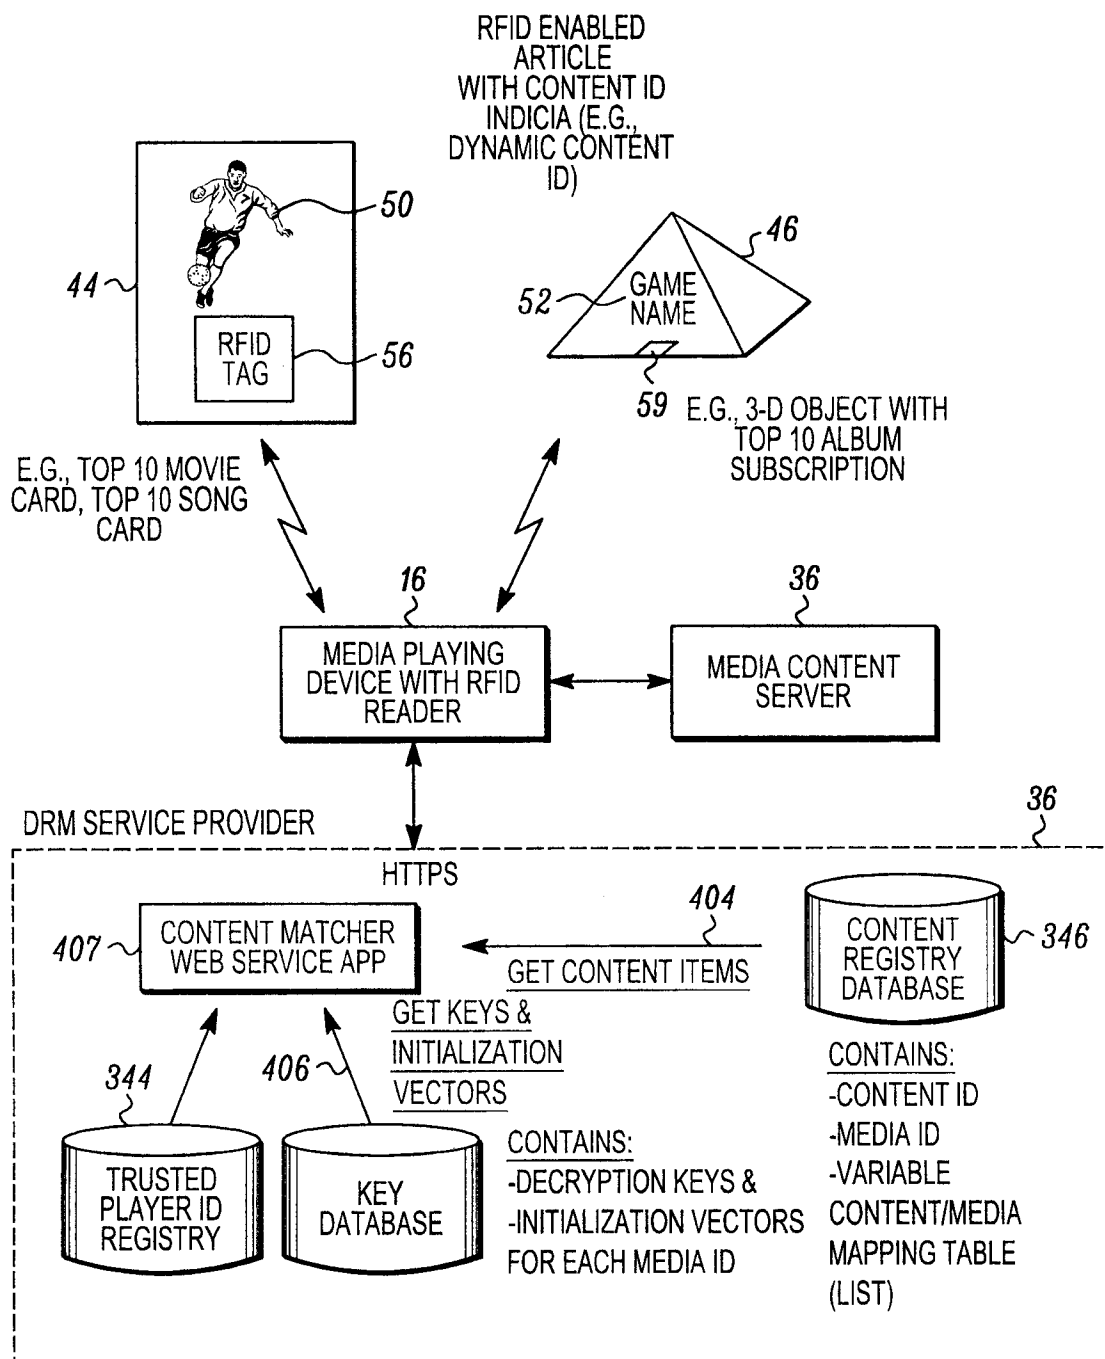 RFID ENABLED
ARTICLE
WITH CONTENT ID
INDICIA (E.G.,
DYNAMIC CONTENT
ID)
50
44
7
RFID
TAG
56
46
52
GAME
NAME
59
E.G., 3-D OBJECT WITH
TOP 10 ALBUM
SUBSCRIPTION
E.G., TOP 10 MOVIE
CARD, TOP 10 SONG
CARD
16
MEDIA PLAYING
DEVICE WITH RFID
READER
36
MEDIA CONTENT
SERVER
DRM SERVICE PROVIDER
36
HTTPS
407
CONTENT MATCHER
WEB SERVICE APP
404
GET CONTENT ITEMS
CONTENT
REGISTRY
DATABASE
346
GET KEYS &
INITIALIZATION
VECTORS
406
344
TRUSTED
PLAYER ID
REGISTRY
KEY
DATABASE
CONTAINS:
-DECRYPTION KEYS &
-INITIALIZATION VECTORS
FOR EACH MEDIA ID
CONTAINS:
-CONTENT ID
-MEDIA ID
-VARIABLE
CONTENT/MEDIA
MAPPING TABLE
(LIST)